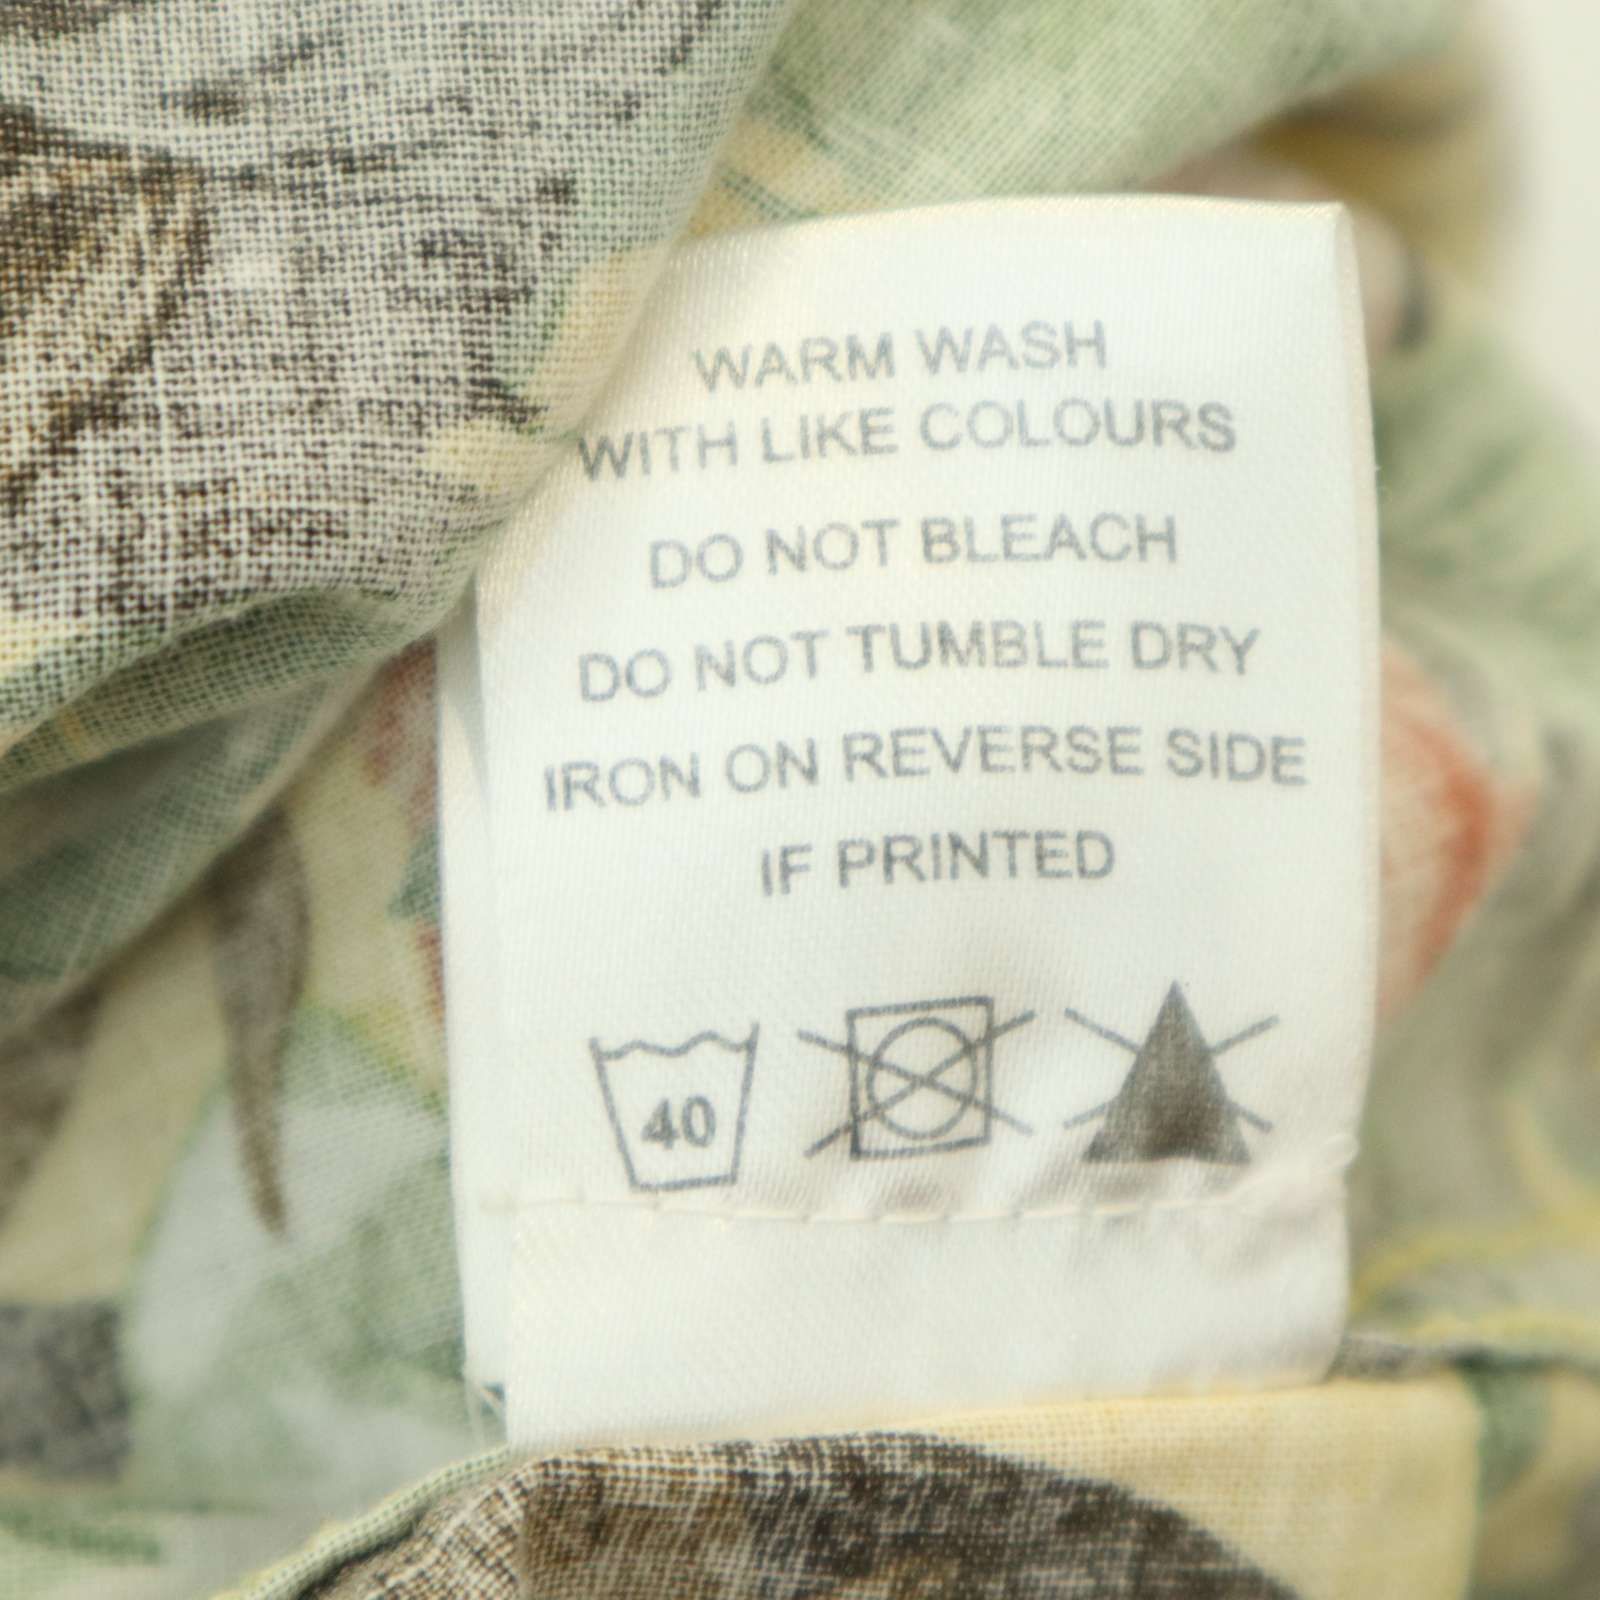 WARM WASH
WITH LIKE COLOURS
DO NOT BLEACH
DO NOT TUMBLE DRY
IRON ON REVERSE SIDE
IF PRINTED
40